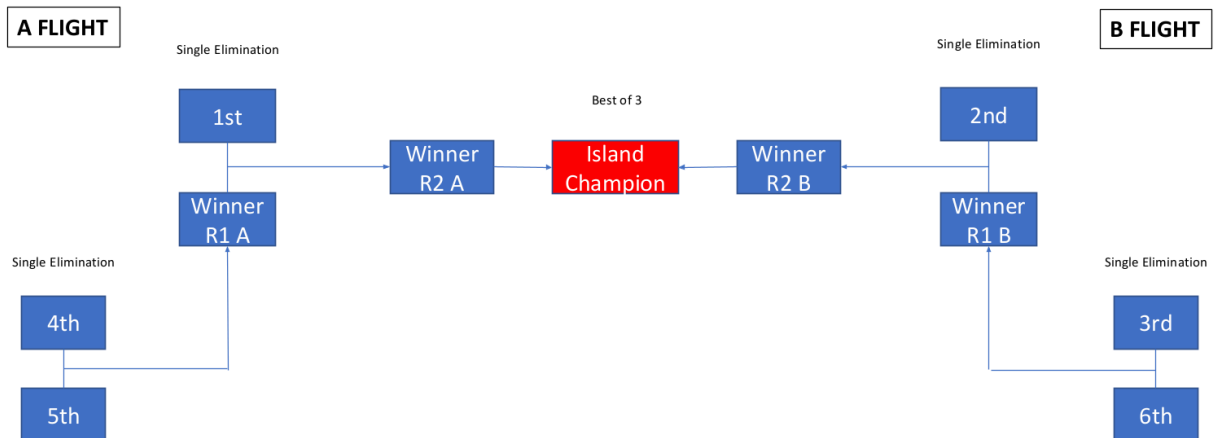 A FLIGHT
B FLIGHT
Single Elimination
Single Elimination
1st
Best of 3
2nd
Winner
R2 A
Island
Champion
Winner
R2 B
Winner
R1 A
Winner
R1 B
Single Elimination
Single Elimination
4th
3rd
5th
6th